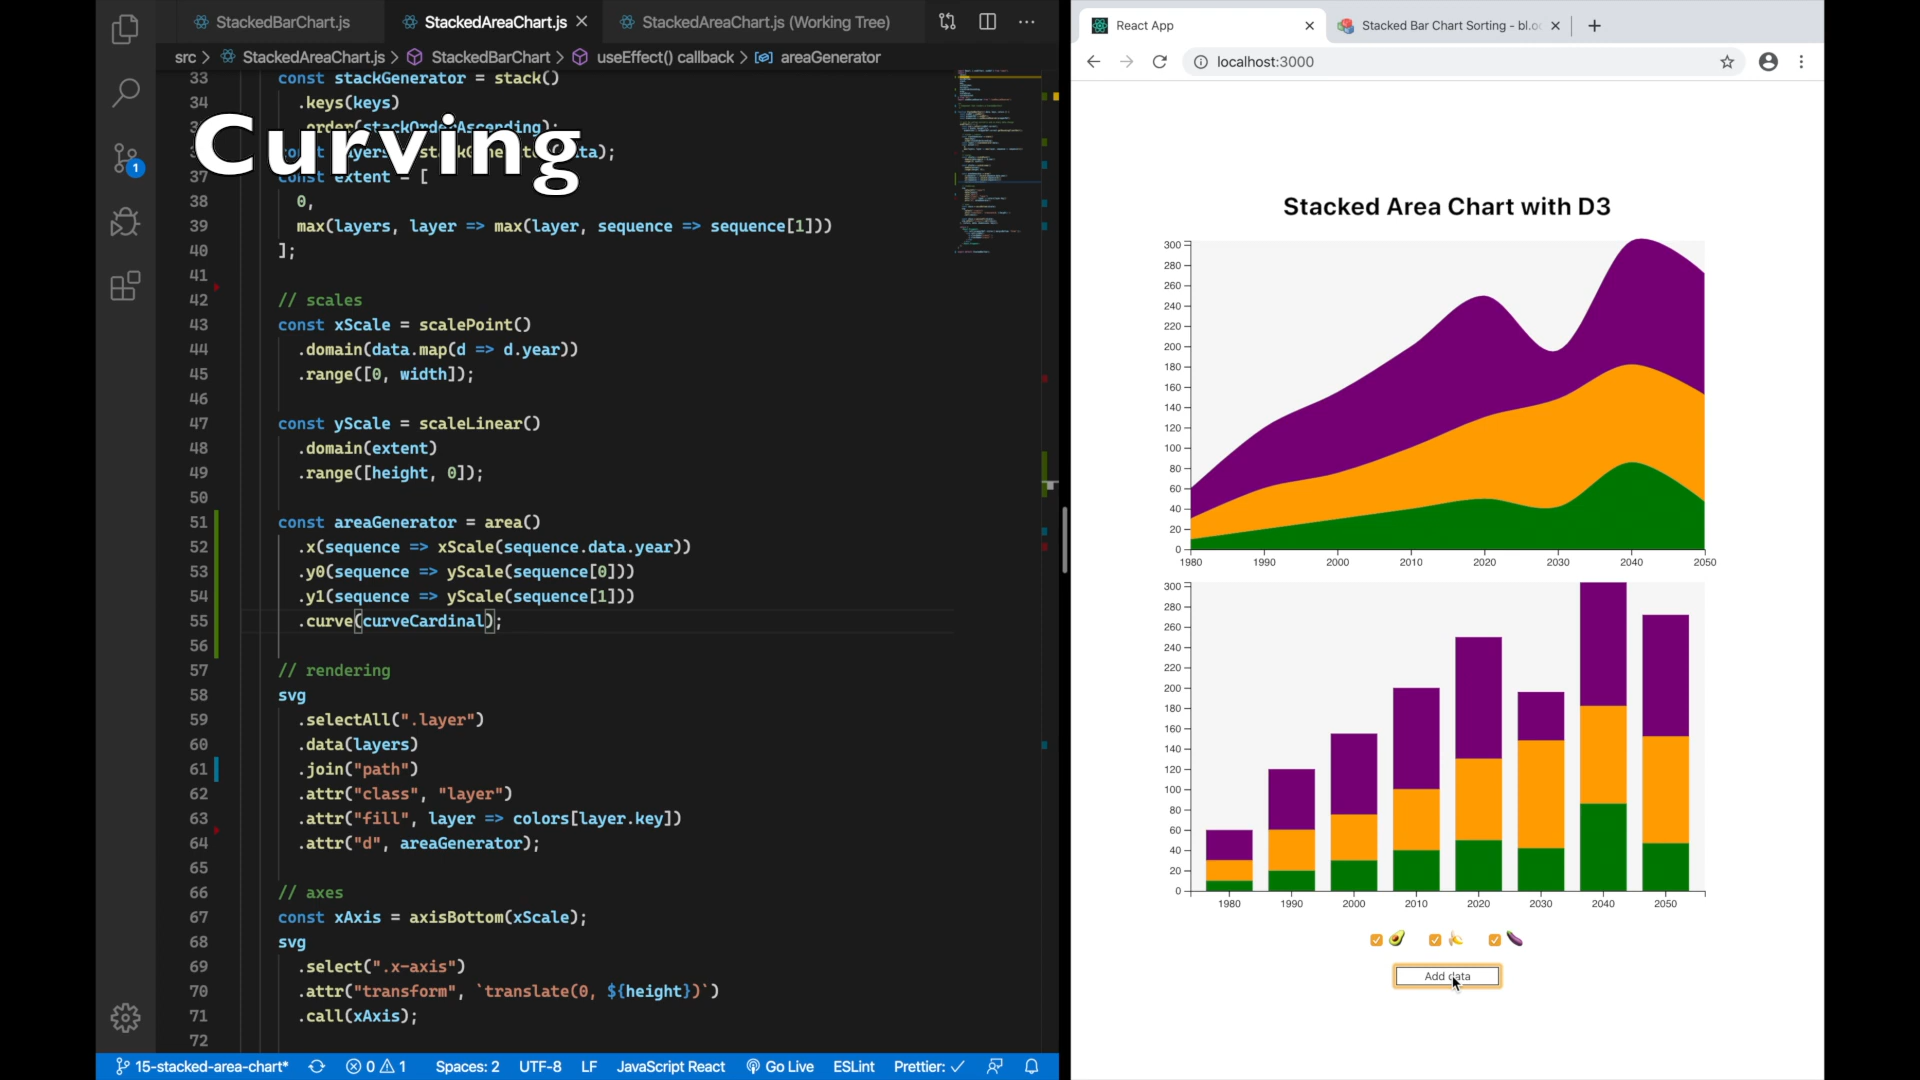 StackedBarChart.js
StackedAreaChart.js
StackedAreaChart.js (Working Tree)
src
StackedAreaChart.js
StackedBarChart
useEffect() callback
areaGenerator
Curving
33 const stackGenerator = stack()
34 .keys(keys)
.order(stackOrderAscending);
37 const extent = [
38 0,
39 max(layers, layer => max(layer, sequence => sequence[1]))
40 ];
41
42 // scales
43 const xScale = scalePoint()
44 .domain(data.map(d => d.year))
45 .range([0, width]);
46
47 const yScale = scaleLinear()
48 .domain(extent)
49 .range([height, 0]);
50
51 const areaGenerator = area()
52 .x(sequence => xScale(sequence.data.year))
53 .y0(sequence => yScale(sequence[0]))
54 .y1(sequence => yScale(sequence[1]))
55 .curve(curveCardinal);
56
57 // rendering
58 svg
59 .selectAll(".layer")
60 .data(layers)
61 .join("path")
62 .attr("class", "layer")
63 .attr("fill", layer => colors[layer.key])
64 .attr("d", areaGenerator);
65
66 // axes
67 const xAxis = axisBottom(xScale);
68 svg
69 .select(".x-axis")
70 .attr("transform", `translate(0, ${height})`)
71 .call(xAxis);
72
1
15-stacked-area-chart*
0
1
Spaces: 2
UTF-8
LF
JavaScript React
Go Live
ESLint
Prettier:
React App
Stacked Bar Chart Sorting - bl.oc
localhost:3000
Stacked Area Chart with D3
300
280
260
240
220
200
180
160
140
120
100
80
60
40
20
0
1980 1990 2000 2010 2020 2030 2040 2050
300
280
260
240
220
200
180
160
140
120
100
80
60
40
20
0
1980 1990 2000 2010 2020 2030 2040 2050
Add data